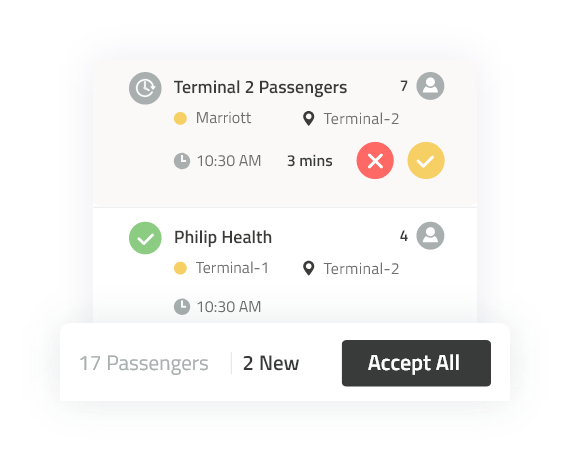 Terminal 2 Passengers 7
Marriott Terminal-2
10:30 AM 3 mins
Philip Health 4
Terminal-1 Terminal-2
10:30 AM
17 Passengers 2 New Accept All